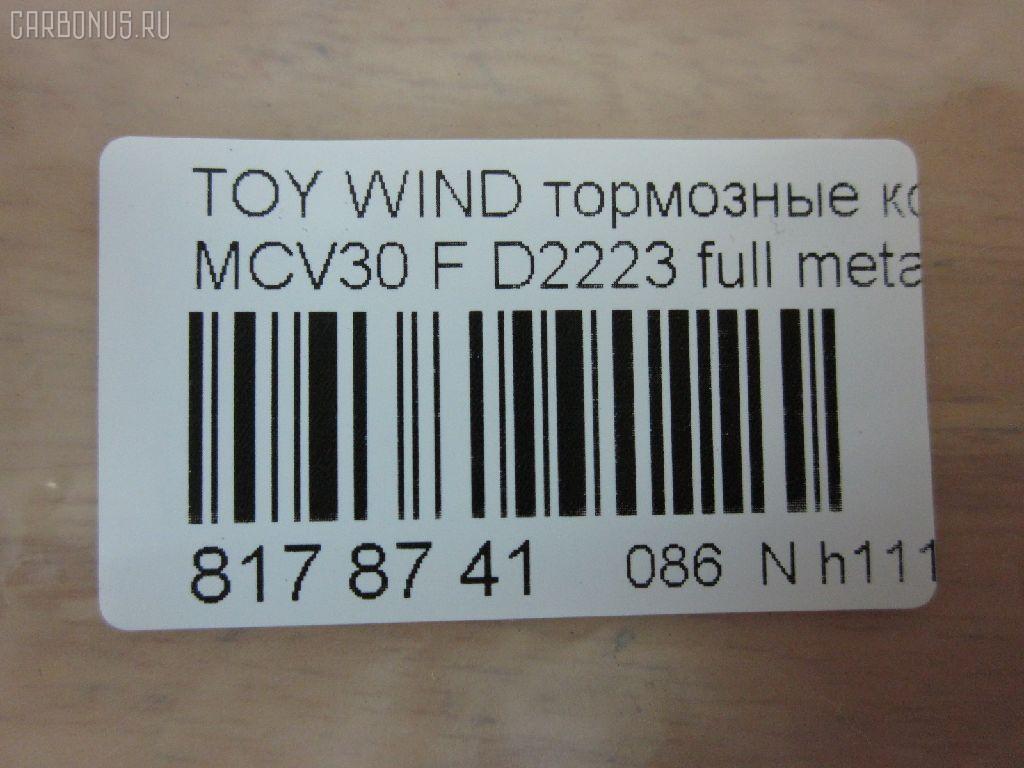 CARBONUS.RU
TOY WIND тормозные ко
MCV30 F D2223 full meta
817 87 41 086 N h111